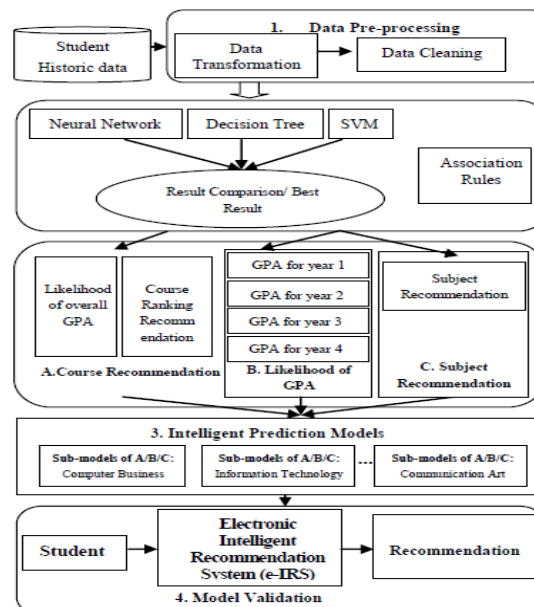 1. Data Pre-processing
Student
Historic data
Data
Transformation
Data Cleaning
Neural Network
Decision Tree
SVM
Association
Rules
Result Comparison/ Best
Result
Likelihood
of overall
GPA
Course
Ranking
Recomm
endation
A.Course Recommendation
GPA for year 1
GPA for year 2
GPA for year 3
GPA for year 4
B. Likelihood of
GPA
Subject
Recommendation
C. Subject
Recommendation
3. Intelligent Prediction Models
Sub-models of A/B/C:
Computer Business
Sub-models of A/B/C:
Information Technology
...
Sub-models of A/B/C:
Communication Art
Student
Electronic
Intelligent
Recommendation
System (e-IRS)
Recommendation
4. Model Validation